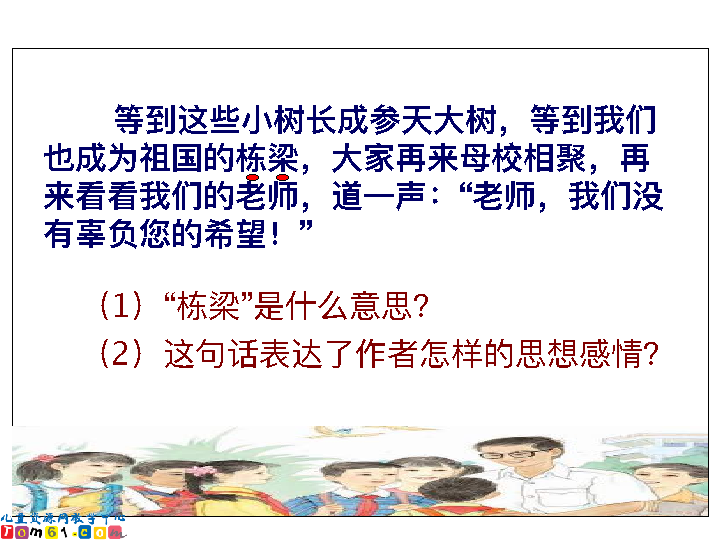 等到这些小树长成参天大树，等到我们
也成为祖国的栋梁，大家再来母校相聚，再
来看看我们的老师，道一声：“老师，我们没
有辜负您的希望！”
（1）“栋梁”是什么意思？
（2）这句话表达了作者怎样的思想感情？
儿童资源网教学中心
Tom61.com